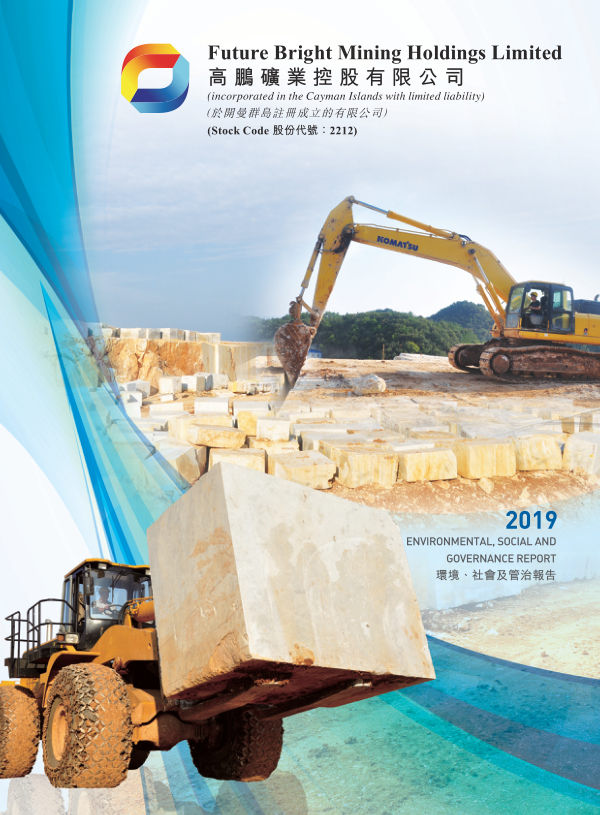 Future Bright Mining Holdings Limited
高鵬礦業控股有限公司
(incorporated in the Cayman Islands with limited liability)
(於開曼群島註冊成立的有限公司)
(Stock Code 股份代號：2212)
KOMATSU
2019
ENVIRONMENTAL, SOCIAL AND
GOVERNANCE REPORT
環境、社會及管治報告